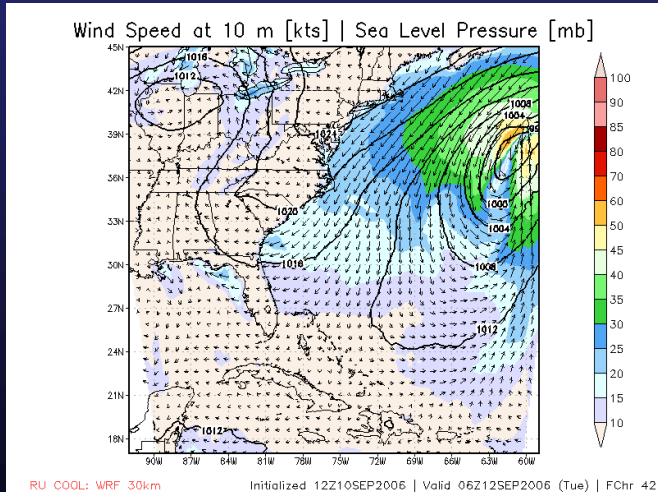 Wind Speed at 10 m [kts] | Sea Level Pressure [mb]
45N
42N
39N
36N
33N
30N
27N
24N
21N
18N
90W 87W 84W 81W 78W 75W 72W 69W 66W 63W 60W
1016
1012
1024
1020
1016
1008
1004
1000
1004
1008
1012
1012
100
90
85
80
70
60
50
45
40
35
30
25
20
15
10
RU COOL: WRF 30km
Initialized 12Z10SEP2006 | Valid 06Z12SEP2006 (Tue) | FChr 42